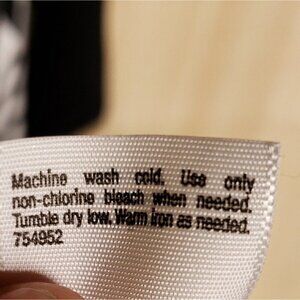 Machine wash cold. Use only
non-chlorine bleach when needed.
Tumble dry low. Warm iron as needed.
754952